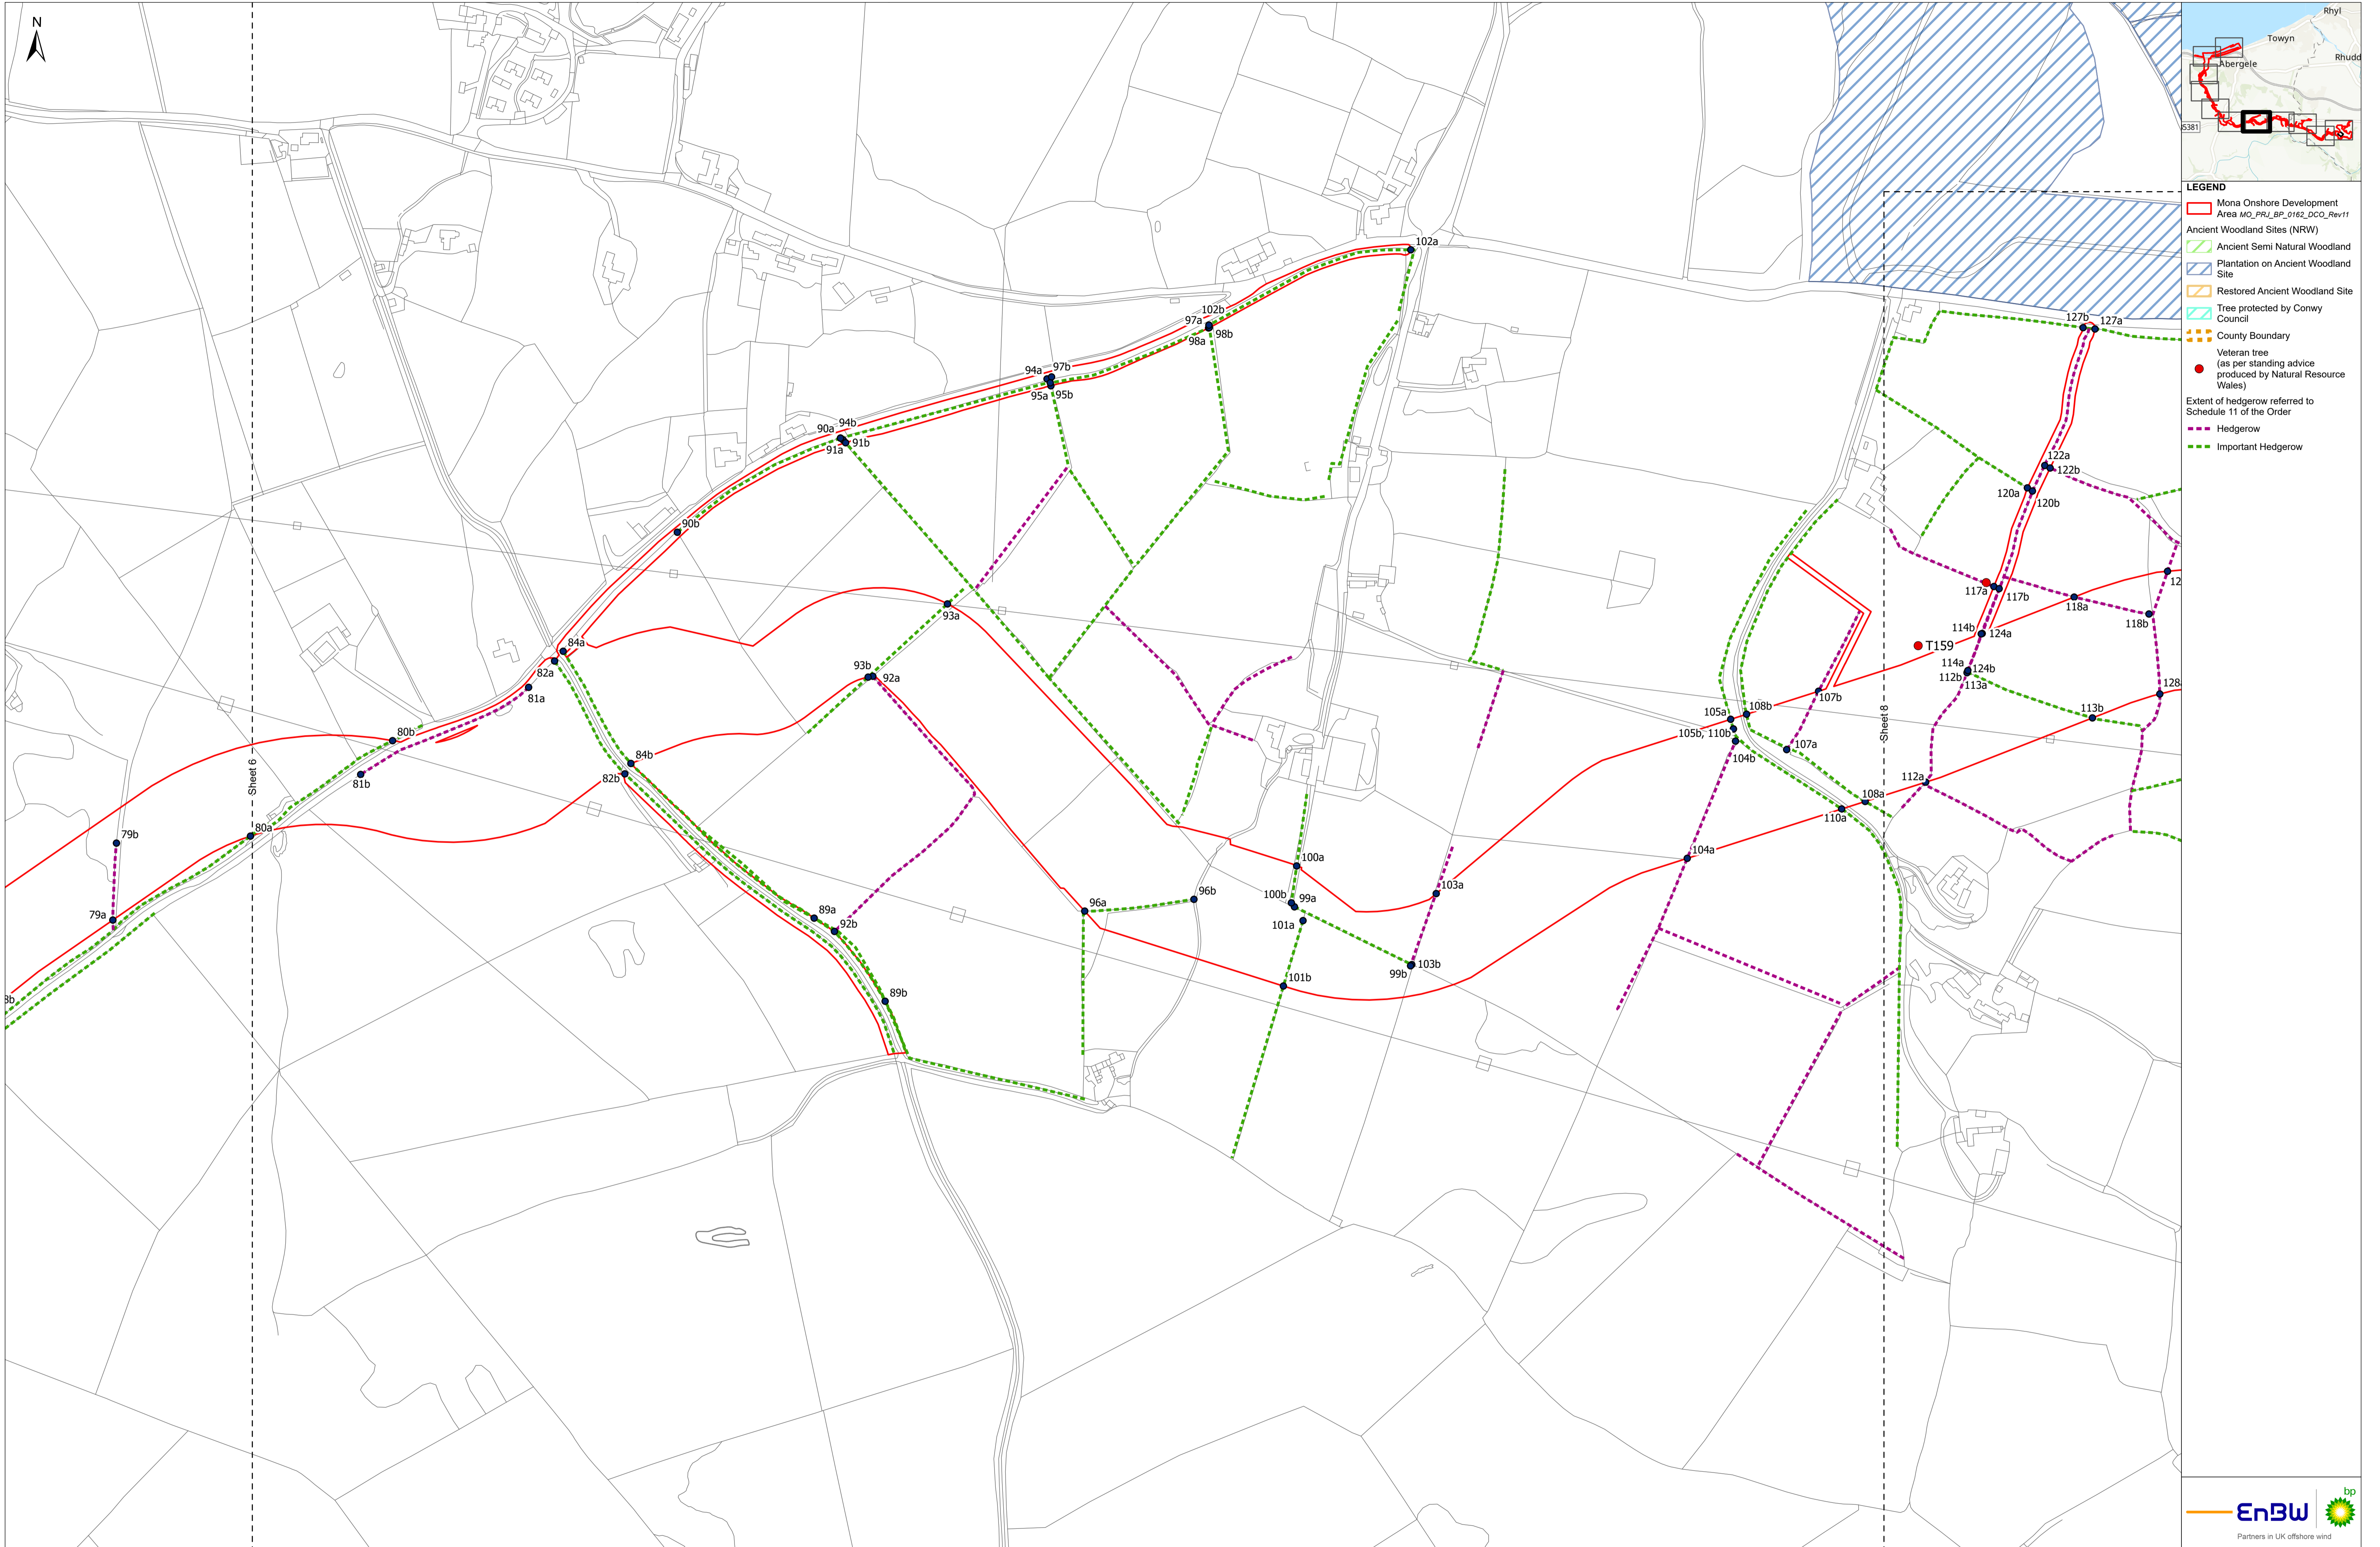 N
Rhyl
Towyn
Rhudd
Abergele
5381
LEGEND
Mona Onshore Development
Area MO_PRJ_BP_0162_DCO_Rev11
Ancient Woodland Sites (NRW)
Ancient Semi Natural Woodland
Plantation on Ancient Woodland
Site
Restored Ancient Woodland Site
Tree protected by Conwy
Council
County Boundary
Veteran tree
(as per standing advice
produced by Natural Resource
Wales)
Extent of hedgerow referred to
Schedule 11 of the Order
Hedgerow
Important Hedgerow
102a
102b
97a
98b
98a
127b
127a
94a
97b
95a
95b
90a
94b
91b
91a
122a
122b
120a
120b
90b
12
117a
117b
118a
118b
93a
114b
124a
T159
84a
82a
93b
92a
114a
124b
112b
113a
81a
107b
128
105a
108b
113b
80b
105b, 110b
107a
104b
84b
82b
81b
Sheet 6
Sheet 8
112a
108a
110a
79b
80a
104a
100a
103a
96b
100b
99a
96a
79a
89a
92b
101a
103b
99b
101b
89b
8b
EnBW
bp
Partners in UK offshore wind